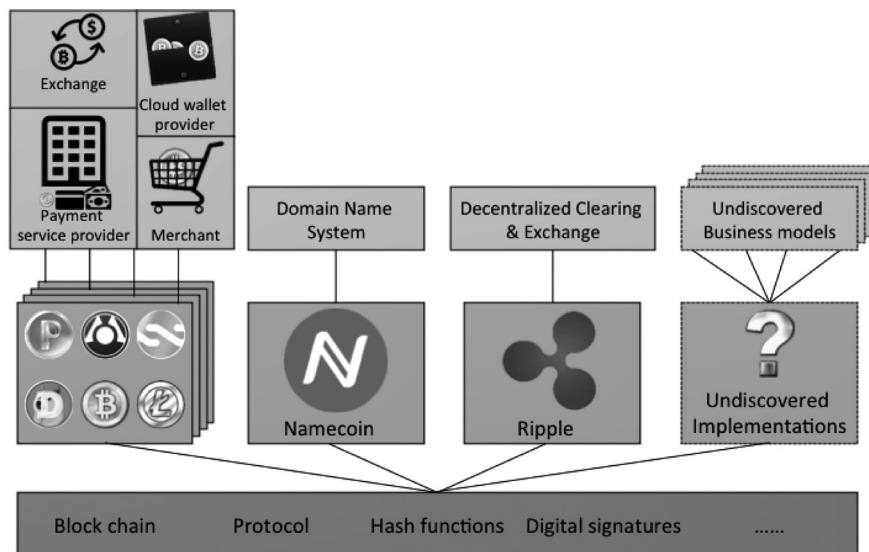 Exchange
Cloud wallet
provider
Payment
service provider
Merchant
Domain Name
System
Decentralized Clearing
& Exchange
Undiscovered
Business models
Namecoin
Ripple
Undiscovered
Implementations
Block chain Protocol Hash functions Digital signatures ......